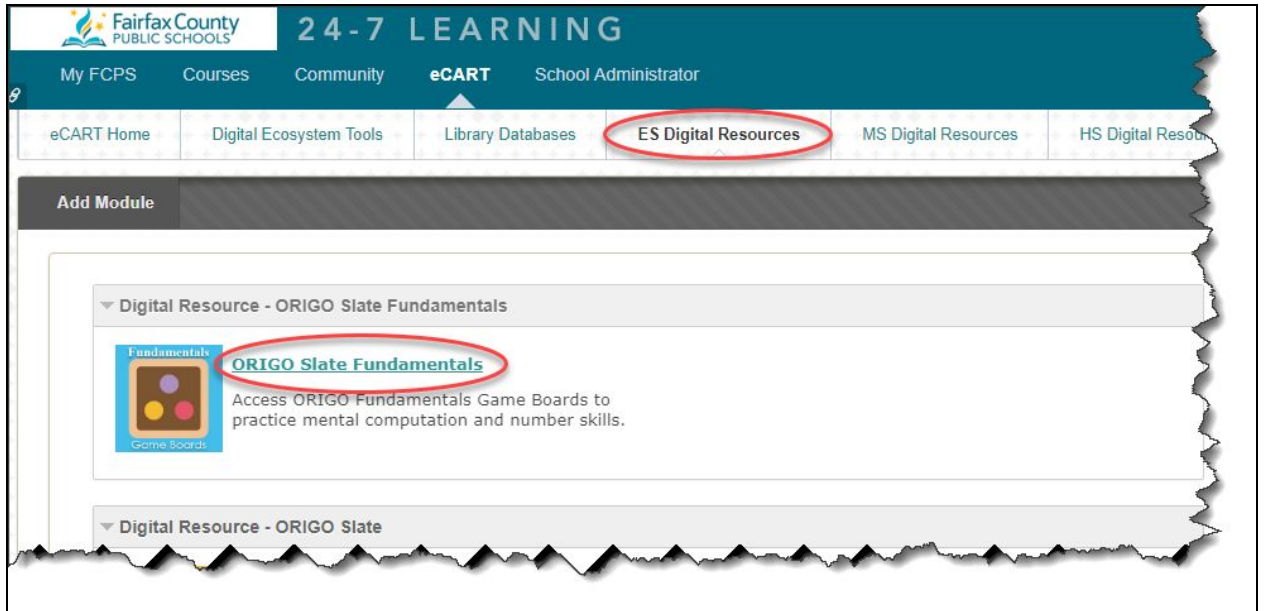 Fairfax County
PUBLIC SCHOOLS
24-7 LEARNING
My FCPS Courses Community eCART School Administrator
eCART Home Digital Ecosystem Tools Library Databases ES Digital Resources MS Digital Resources HS Digital
Add Module
Digital Resource - ORIGO Slate Fundamentals
Fundamentals
Game Boards
ORIGO Slate Fundamentals
Access ORIGO Fundamentals Game Boards to
practice mental computation and number skills.
Digital Resource - ORIGO Slate